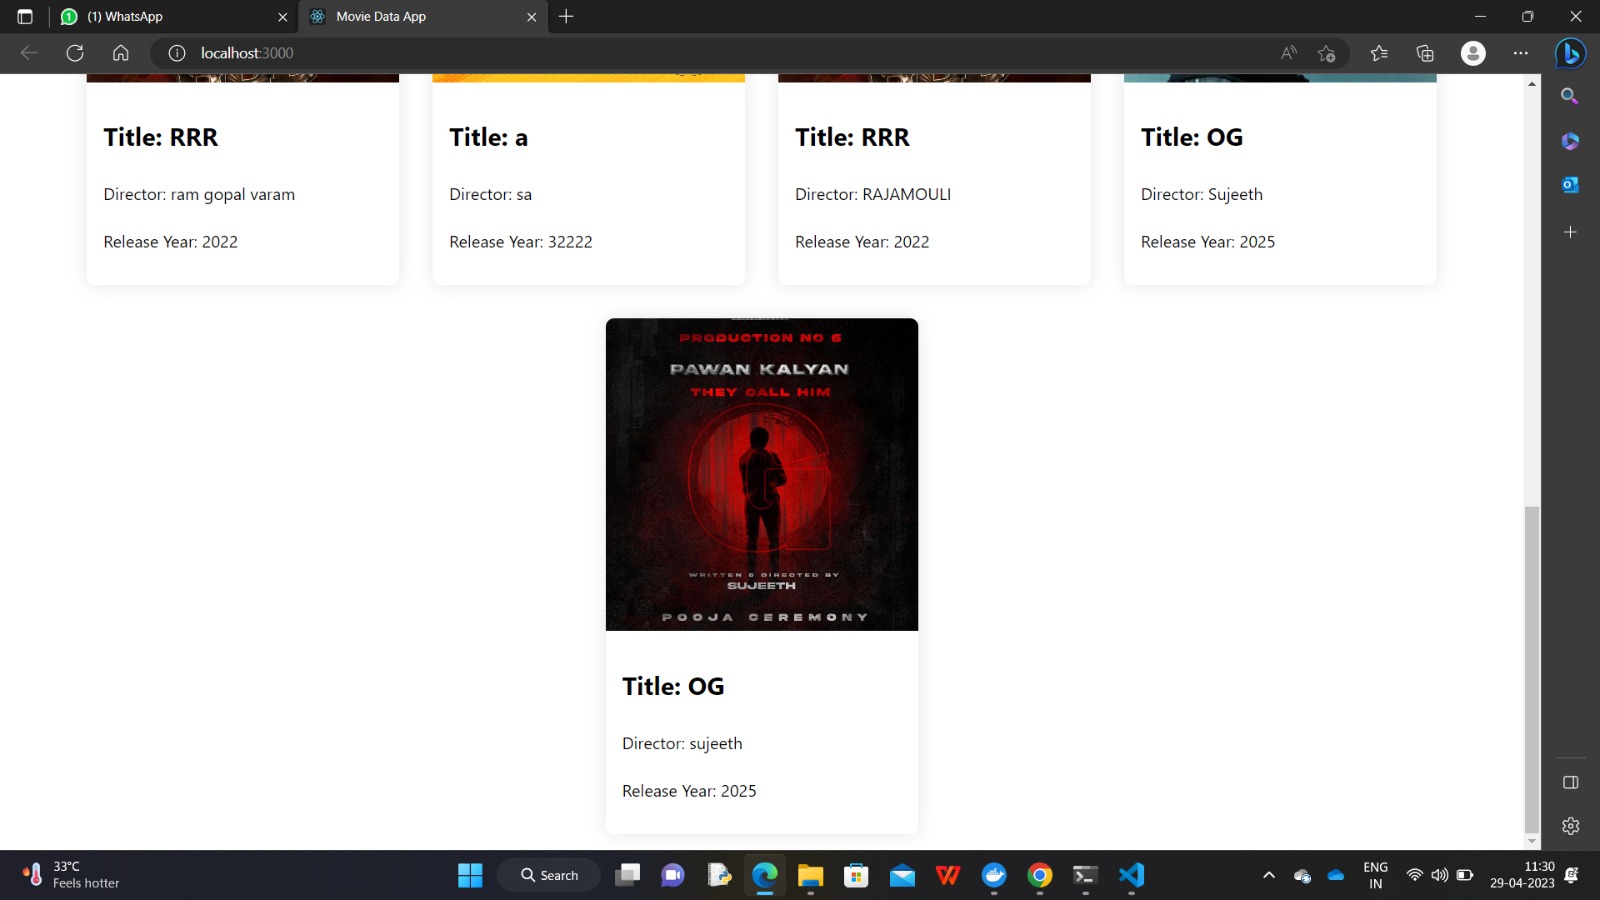 (1) WhatsApp
Movie Data App
localhost:3000
Title: RRR
Director: ram gopal varam
Release Year: 2022
Title: a
Director: sa
Release Year: 32222
Title: RRR
Director: RAJAMOULI
Release Year: 2022
Title: OG
Director: Sujeeth
Release Year: 2025
PRODUCTION NO 6
PAWAN KALYAN
THEY CALL HIM
WRITTEN & DIRECTED BY
SUJEETH
POOJA CEREMONY
Title: OG
Director: sujeeth
Release Year: 2025
33°C
Feels hotter
Search
ENG
IN
11:30
29-04-2023